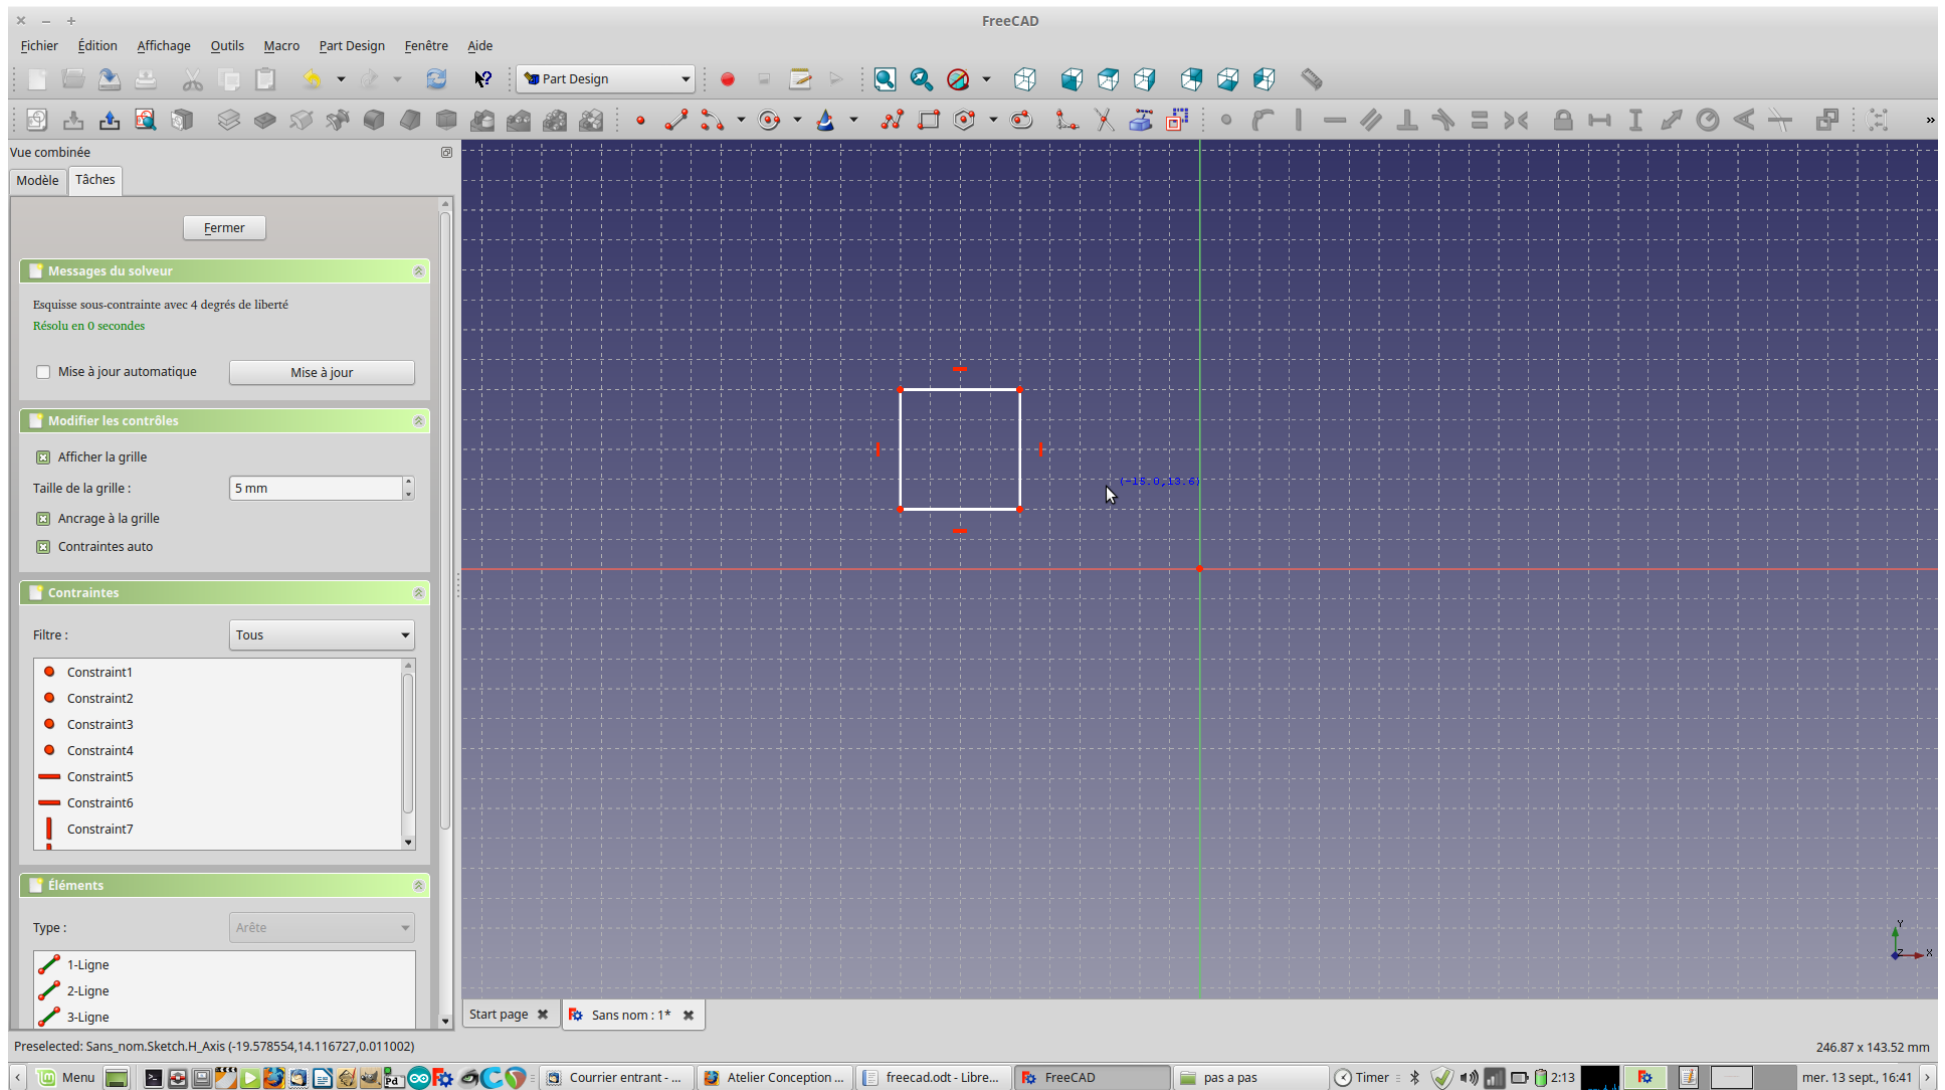 FreeCAD
Fichier Édition Affichage Outils Macro Part Design Fenêtre Aide
Part Design
»
Vue combinée
Modèle Tâches
Fermer
Messages du solveur
Esquisse sous-contrainte avec 4 degrés de liberté
Résolu en 0 secondes
Mise à jour automatique Mise à jour
Modifier les contrôles
Afficher la grille
Taille de la grille : 5 mm
Ancrage à la grille
Contraintes auto
Contraintes
Filtre : Tous
Constraint1
Constraint2
Constraint3
Constraint4
Constraint5
Constraint6
Constraint7
Éléments
Type : Arête
1-Ligne
2-Ligne
3-Ligne
(-15.0,13.6)
Y
Z X
Start page Sans nom : 1*
Preselected: Sans_nom.Sketch.H_Axis (-19.578554,14.116727,0.011002) 246.87 x 143.52 mm
Menu Pd Courrier entrant - ... Atelier Conception ... freecad.odt - Libre... FreeCAD pas a pas Timer 2:13 mer. 13 sept., 16:41